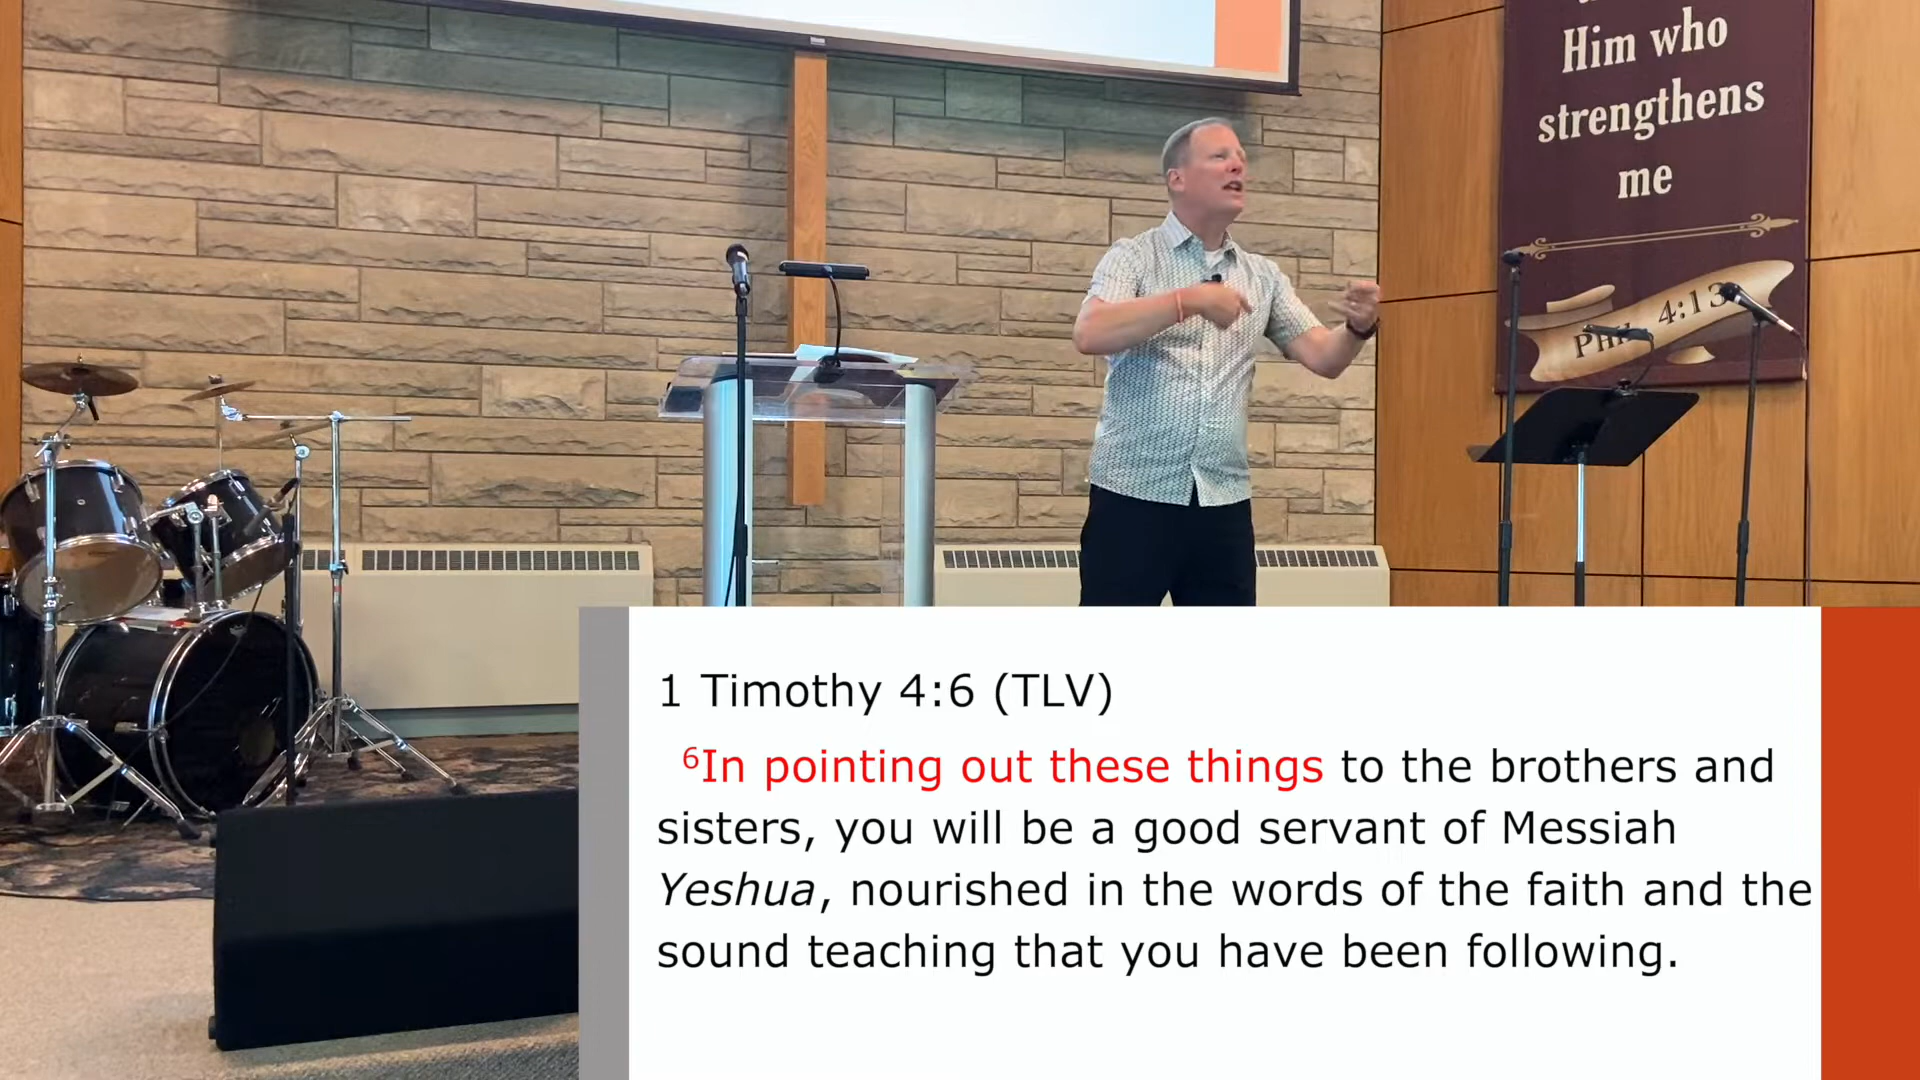 Him who
strengthens
me
Phil 4:13
1 Timothy 4:6 (TLV)
6In pointing out these things to the brothers and
sisters, you will be a good servant of Messiah
Yeshua, nourished in the words of the faith and the
sound teaching that you have been following.